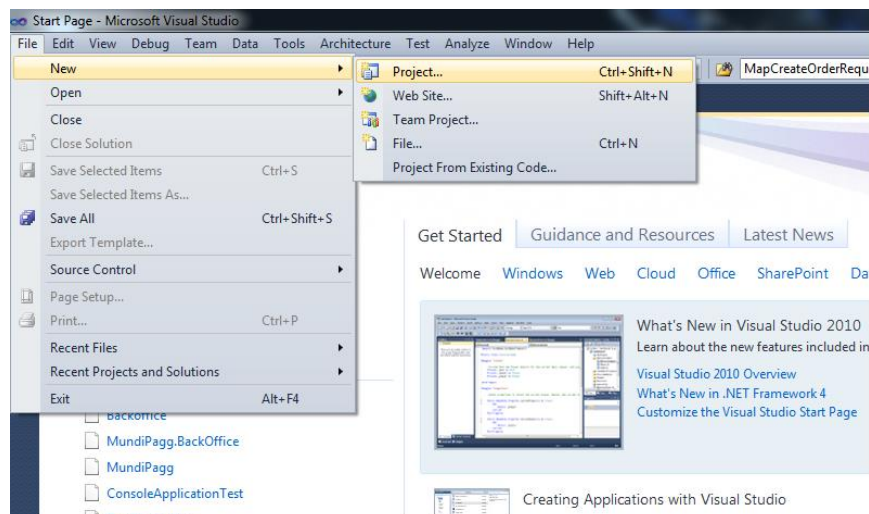 Start Page - Microsoft Visual Studio
File Edit View Debug Team Data Tools Architecture Test Analyze Window Help
New
Open
Close
Close Solution
Save Selected Items Ctrl+S
Save Selected Items As...
Save All Ctrl+Shift+S
Export Template...
Source Control
Page Setup...
Print... Ctrl+P
Recent Files
Recent Projects and Solutions
Exit Alt+F4
Project... Ctrl+Shift+N
Web Site... Shift+Alt+N
Team Project...
File... Ctrl+N
Project From Existing Code...
MapCreateOrderRequ
Get Started Guidance and Resources Latest News
Welcome Windows Web Cloud Office SharePoint Da
What's New in Visual Studio 2010
Learn about the new features included in
Visual Studio 2010 Overview
What's New in .NET Framework 4
Customize the Visual Studio Start Page
Backoffice
MundiPagg.BackOffice
MundiPagg
ConsoleApplicationTest
Creating Applications with Visual Studio